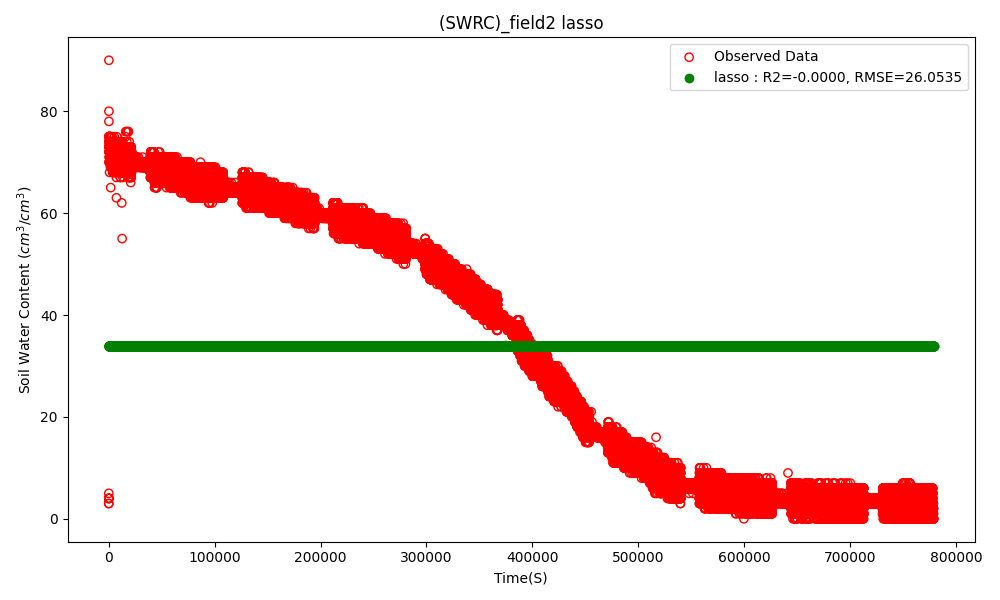 (SWRC)_field2 lasso
Observed Data
lasso : R2=-0.0000, RMSE=26.0535
Soil Water Content (cm³/cm³)
80
60
40
20
0
0 100000 200000 300000 400000 500000 600000 700000 800000
Time(S)